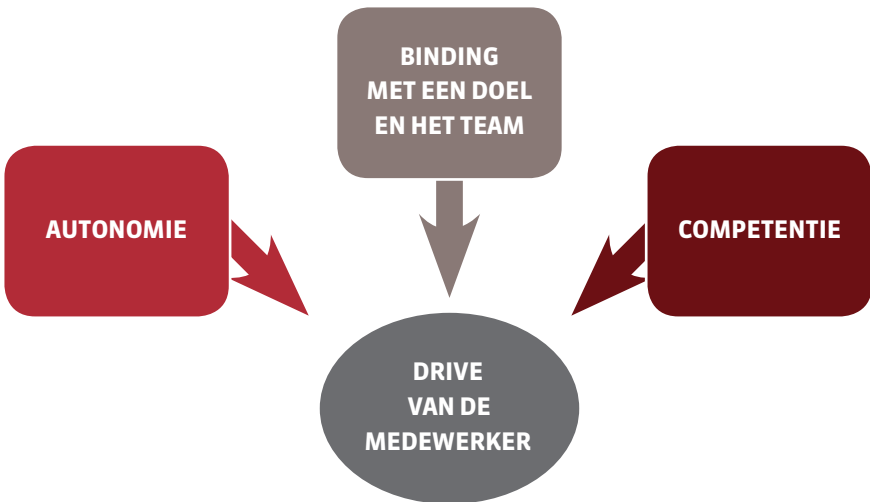 BINDING
MET EEN DOEL
EN HET TEAM
AUTONOMIE
COMPETENTIE
DRIVE
VAN DE
MEDEWERKER